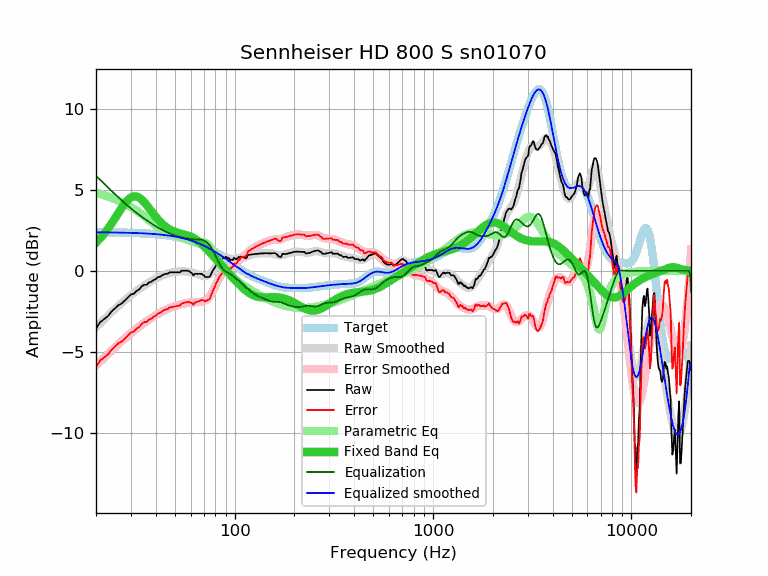 Sennheiser HD 800 S sn01070
Amplitude (dBr)
10
5
0
−5
−10
Target
Raw Smoothed
Error Smoothed
Raw
Error
Parametric Eq
Fixed Band Eq
Equalization
Equalized smoothed
100
1000
10000
Frequency (Hz)